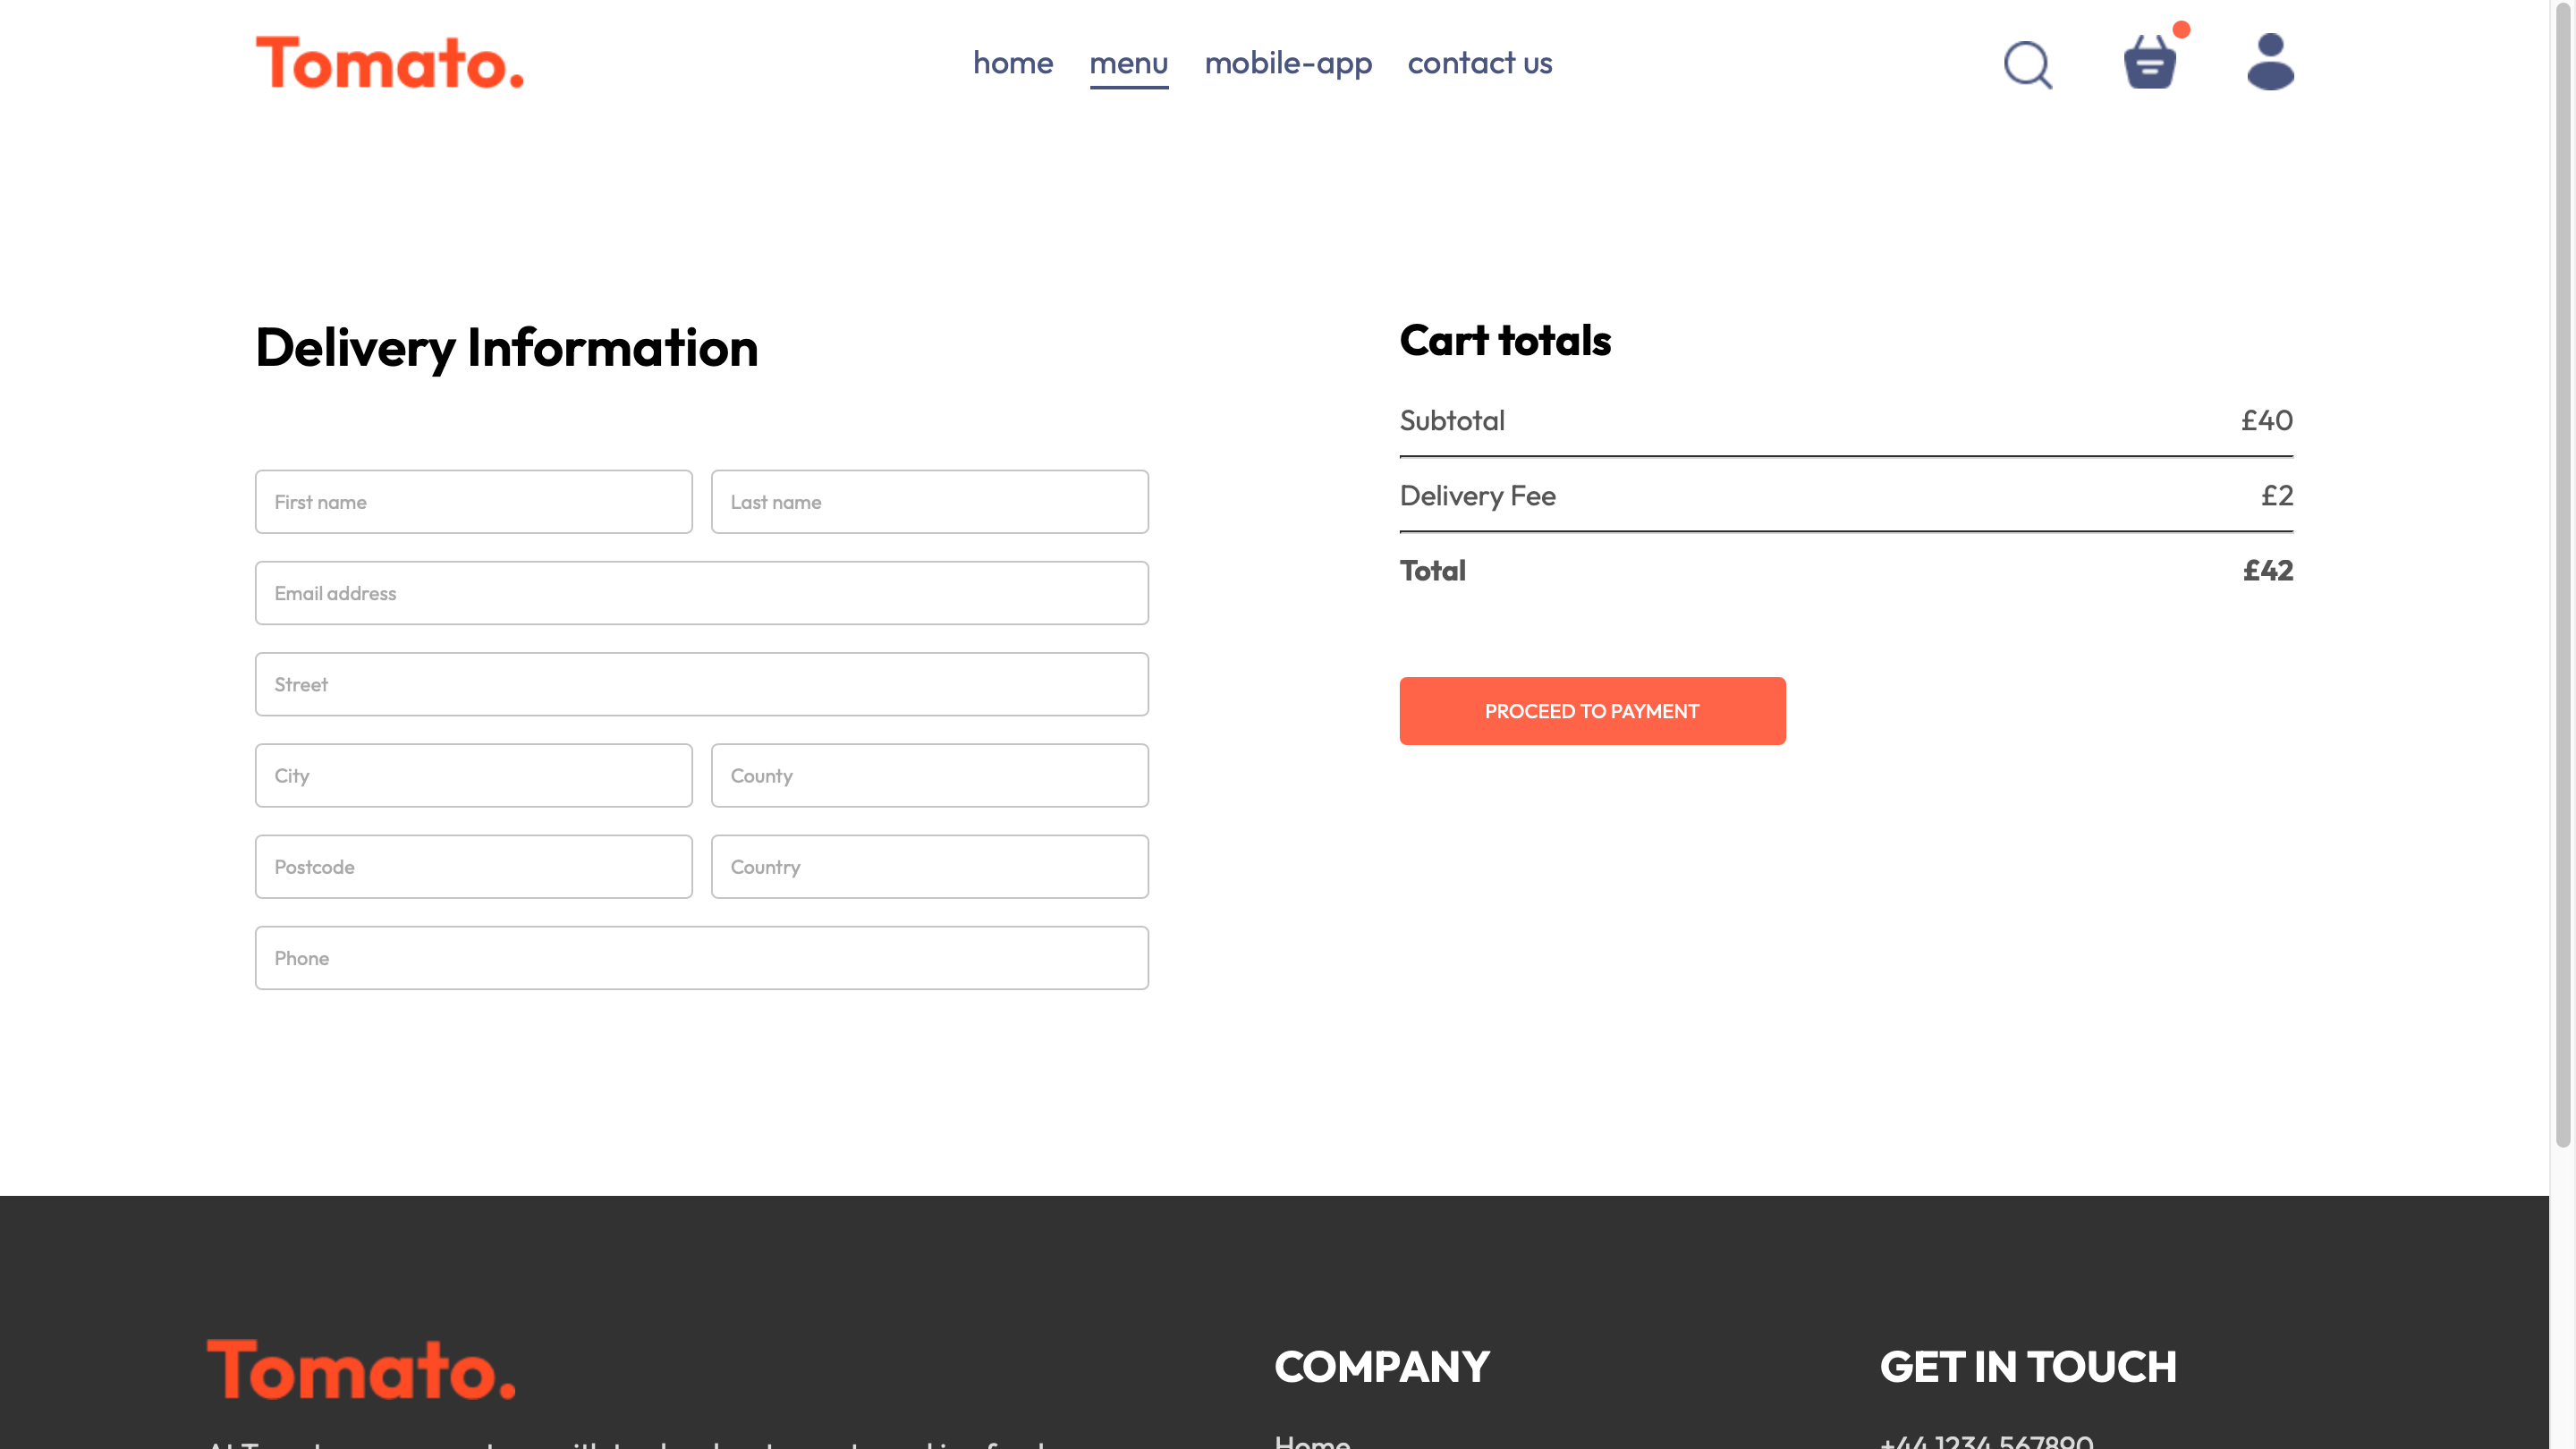 Tomato.
home menu mobile-app contact us
Delivery Information
First name Last name
Email address
Street
City County
Postcode Country
Phone
Cart totals
Subtotal £40
Delivery Fee £2
Total £42
PROCEED TO PAYMENT
Tomato.
COMPANY
Home
GET IN TOUCH
+44 1234 567890